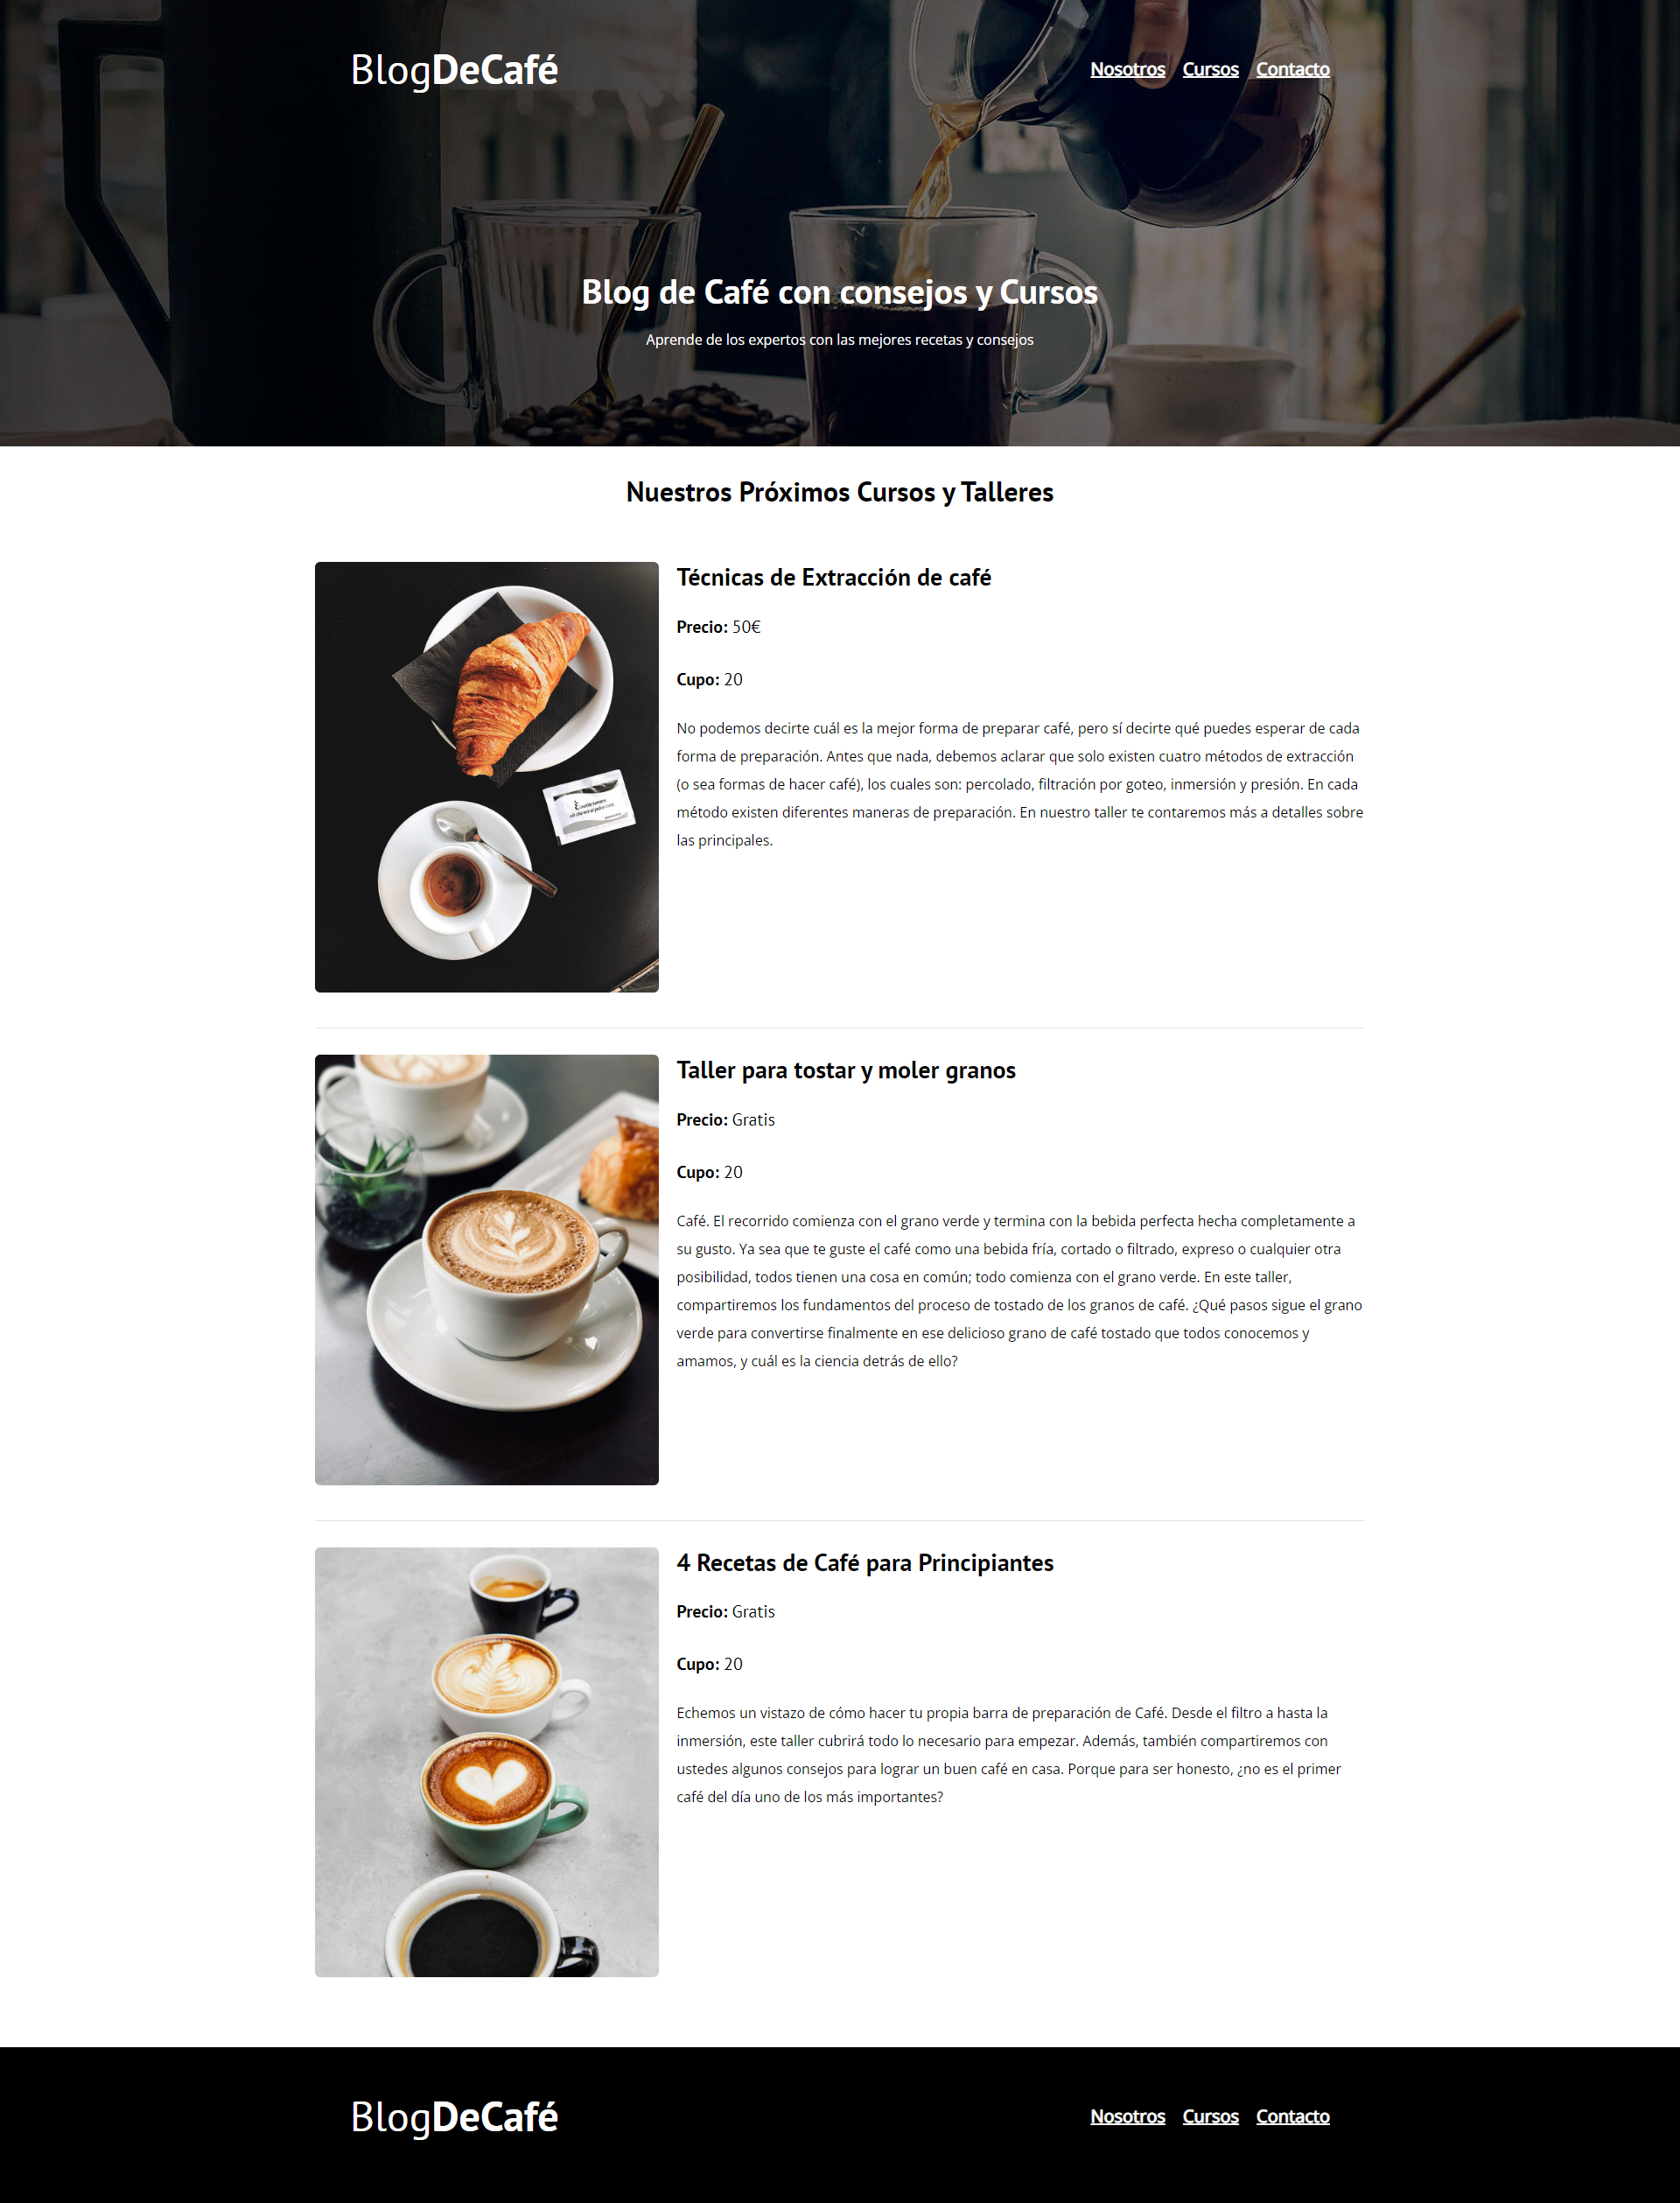 BlogDeCafé
Nosotros Cursos Contacto
Blog de Café con consejos y Cursos
Aprende de los expertos con las mejores recetas y consejos
Nuestros Próximos Cursos y Talleres
Técnicas de Extracción de café
Precio: 50€
Cupo: 20
No podemos decirte cuál es la mejor forma de preparar café, pero sí decirte qué puedes esperar de cada
forma de preparación. Antes que nada, debemos aclarar que solo existen cuatro métodos de extracción
(o sea formas de hacer café), los cuales son: percolado, filtración por goteo, inmersión y presión. En cada
método existen diferentes maneras de preparación. En nuestro taller te contaremos más a detalles sobre
las principales.
Taller para tostar y moler granos
Precio: Gratis
Cupo: 20
Café. El recorrido comienza con el grano verde y termina con la bebida perfecta hecha completamente a
su gusto. Ya sea que te guste el café como una bebida fría, cortado o filtrado, expreso o cualquier otra
posibilidad, todos tienen una cosa en común; todo comienza con el grano verde. En este taller,
compartiremos los fundamentos del proceso de tostado de los granos de café. ¿Qué pasos sigue el grano
verde para convertirse finalmente en ese delicioso grano de café tostado que todos conocemos y
amamos, y cuál es la ciencia detrás de ello?
4 Recetas de Café para Principiantes
Precio: Gratis
Cupo: 20
Echemos un vistazo de cómo hacer tu propia barra de preparación de Café. Desde el filtro a hasta la
inmersión, este taller cubrirá todo lo necesario para empezar. Además, también compartiremos con
ustedes algunos consejos para lograr un buen café en casa. Porque para ser honesto, ¿no es el primer
café del día uno de los más importantes?
BlogDeCafé
Nosotros Cursos Contacto